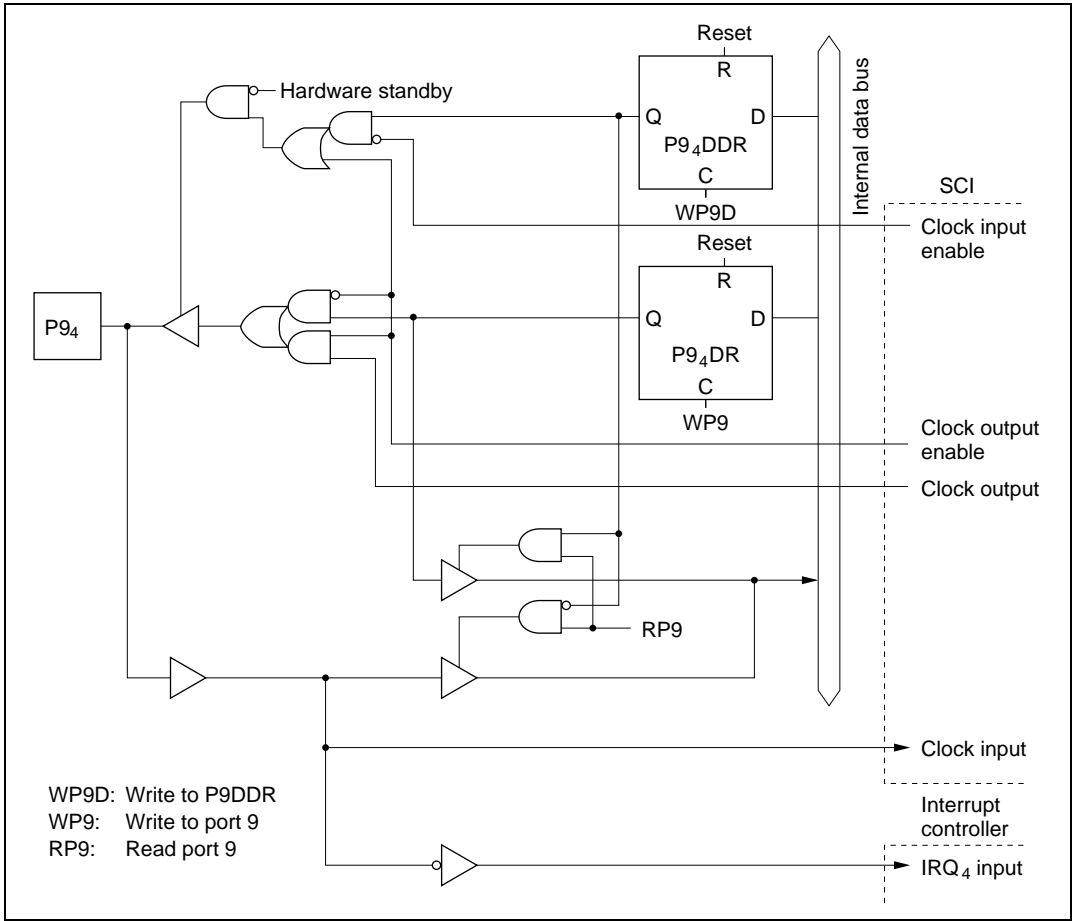 Reset
R
Hardware standby
Q D
P9₄DDR
C
WP9D
Internal data bus
SCI
Clock input
enable
Reset
R
Q D
P9₄
P9₄DR
C
WP9
Clock output
enable
Clock output
RP9
Clock input
WP9D: Write to P9DDR
WP9: Write to port 9
RP9: Read port 9
Interrupt
controller
IRQ₄ input